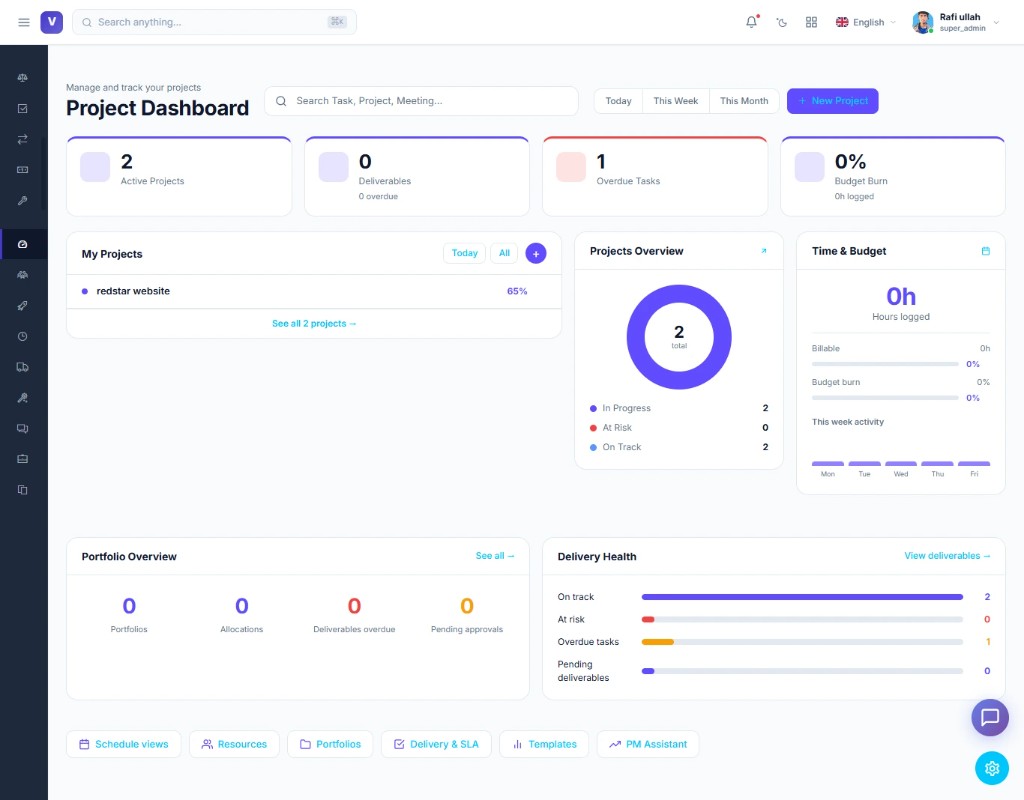 V
Search anything...
⌘K
English
Rafi ullah
super_admin
Manage and track your projects
Project Dashboard
Search Task, Project, Meeting...
Today
This Week
This Month
+ New Project
2
Active Projects
0
Deliverables
0 overdue
1
Overdue Tasks
0%
Budget Burn
0h logged
My Projects
Today
All
+
redstar website
65%
See all 2 projects →
Projects Overview
2
total
In Progress 2
At Risk 0
On Track 2
Time & Budget
0h
Hours logged
Billable 0h
0%
Budget burn 0%
0%
This week activity
Mon Tue Wed Thu Fri
Portfolio Overview
See all →
0
Portfolios
0
Allocations
0
Deliverables overdue
0
Pending approvals
Delivery Health
View deliverables →
On track 2
At risk 0
Overdue tasks 1
Pending
deliverables 0
Schedule views
Resources
Portfolios
Delivery & SLA
Templates
PM Assistant